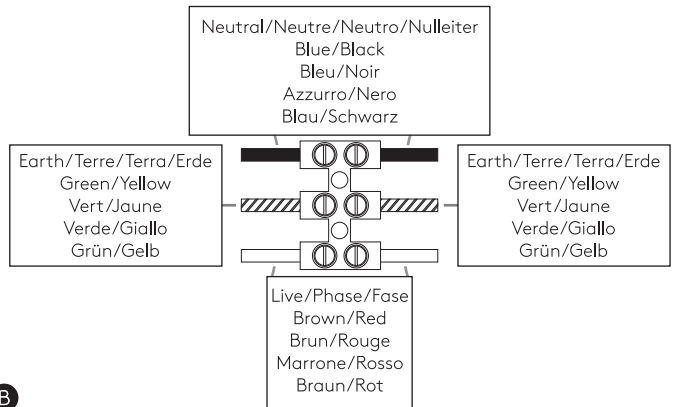 Neutral/Neutre/Neutro/Nulleiter
Blue/Black
Bleu/Noir
Azzurro/Nero
Blau/Schwarz
Earth/Terre/Terra/Erde
Green/Yellow
Vert/Jaune
Verde/Giallo
Grün/Gelb
Earth/Terre/Terra/Erde
Green/Yellow
Vert/Jaune
Verde/Giallo
Grün/Gelb
Live/Phase/Fase
Brown/Red
Brun/Rouge
Marrone/Rosso
Braun/Rot
B